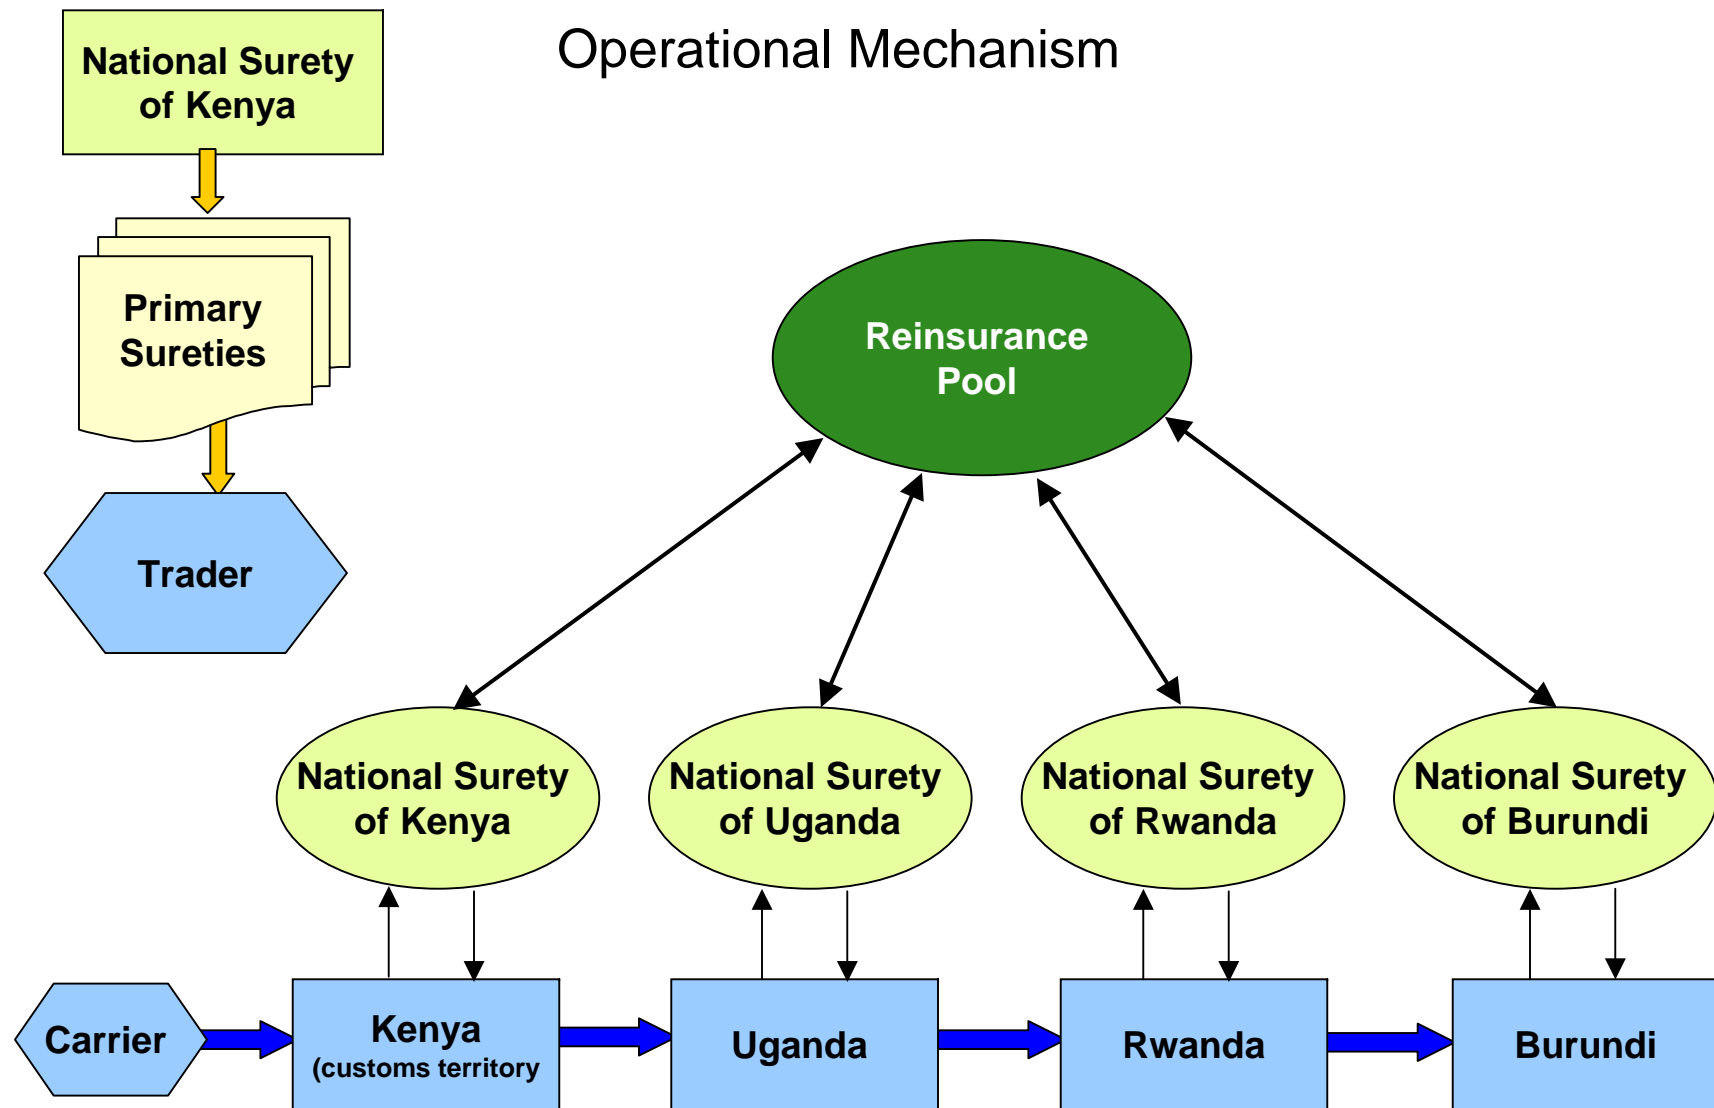 Operational Mechanism
National Surety
of Kenya
Primary
Sureties
Trader
Reinsurance
Pool
National Surety
of Kenya
National Surety
of Uganda
National Surety
of Rwanda
National Surety
of Burundi
Carrier
Kenya
(customs territory
Uganda
Rwanda
Burundi